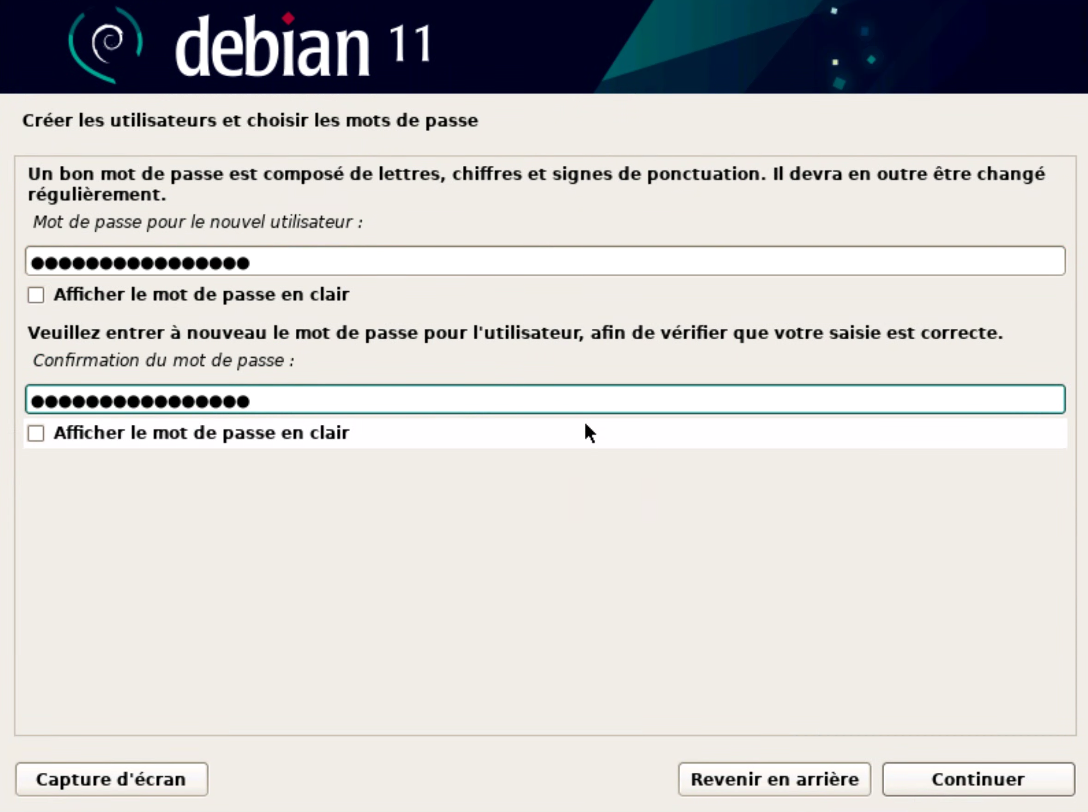 debian 11
Créer les utilisateurs et choisir les mots de passe
Un bon mot de passe est composé de lettres, chiffres et signes de ponctuation. Il devra en outre être changé
régulièrement.
Mot de passe pour le nouvel utilisateur :
●●●●●●●●●●●●●●●●
Afficher le mot de passe en clair
Veuillez entrer à nouveau le mot de passe pour l'utilisateur, afin de vérifier que votre saisie est correcte.
Confirmation du mot de passe :
●●●●●●●●●●●●●●●●
Afficher le mot de passe en clair
Capture d'écran
Revenir en arrière
Continuer